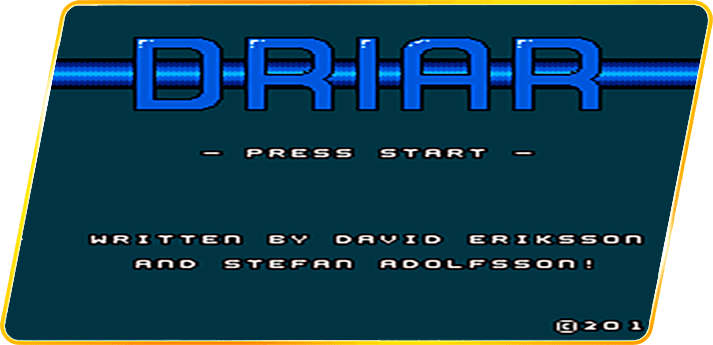 DRIAR
- PRESS START -
WRITTEN BY DAVID ERIKSSON
AND STEFAN ADOLFSSON!
©201